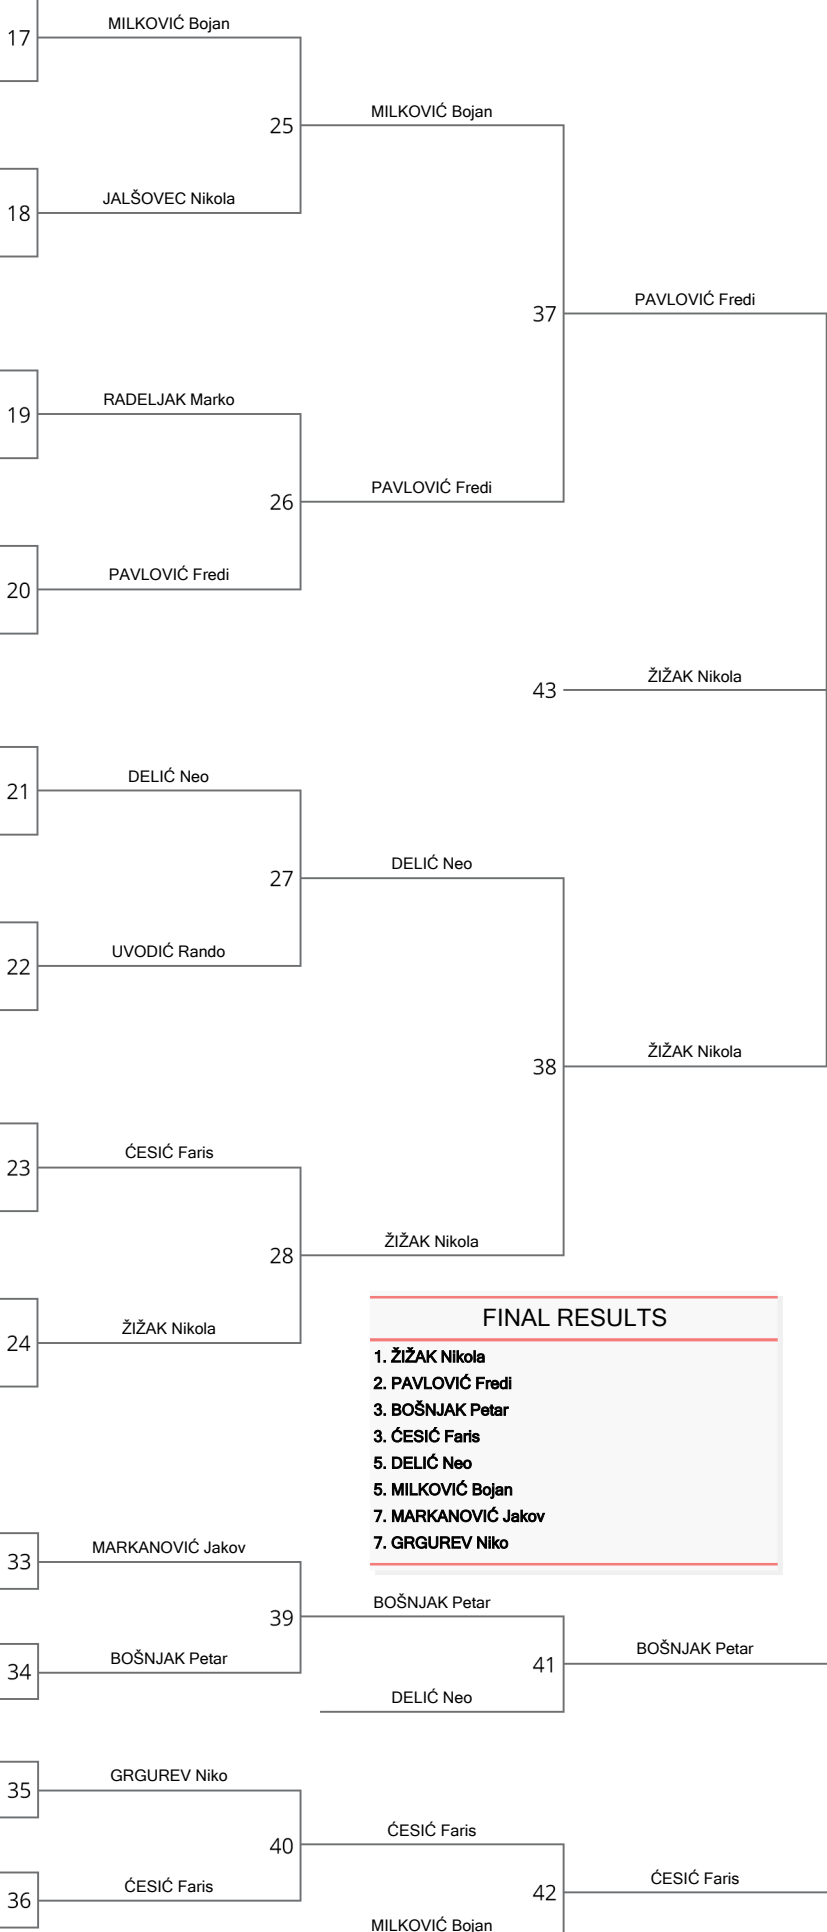 MILKOVIĆ Bojan
17
MILKOVIĆ Bojan
25
JALŠOVEC Nikola
18
PAVLOVIĆ Fredi
37
RADELJAK Marko
19
PAVLOVIĆ Fredi
26
PAVLOVIĆ Fredi
20
ŽIŽAK Nikola
43
DELIĆ Neo
21
DELIĆ Neo
27
UVODIĆ Rando
22
ŽIŽAK Nikola
38
ĆESIĆ Faris
23
ŽIŽAK Nikola
28
ŽIŽAK Nikola
24
FINAL RESULTS
1. ŽIŽAK Nikola
2. PAVLOVIĆ Fredi
3. BOŠNJAK Petar
3. ĆESIĆ Faris
5. DELIĆ Neo
5. MILKOVIĆ Bojan
7. MARKANOVIĆ Jakov
7. GRGUREV Niko
MARKANOVIĆ Jakov
33
BOŠNJAK Petar
39
BOŠNJAK Petar
34
BOŠNJAK Petar
41
DELIĆ Neo
GRGUREV Niko
35
ĆESIĆ Faris
40
ĆESIĆ Faris
36
ĆESIĆ Faris
42
MILKOVIĆ Bojan